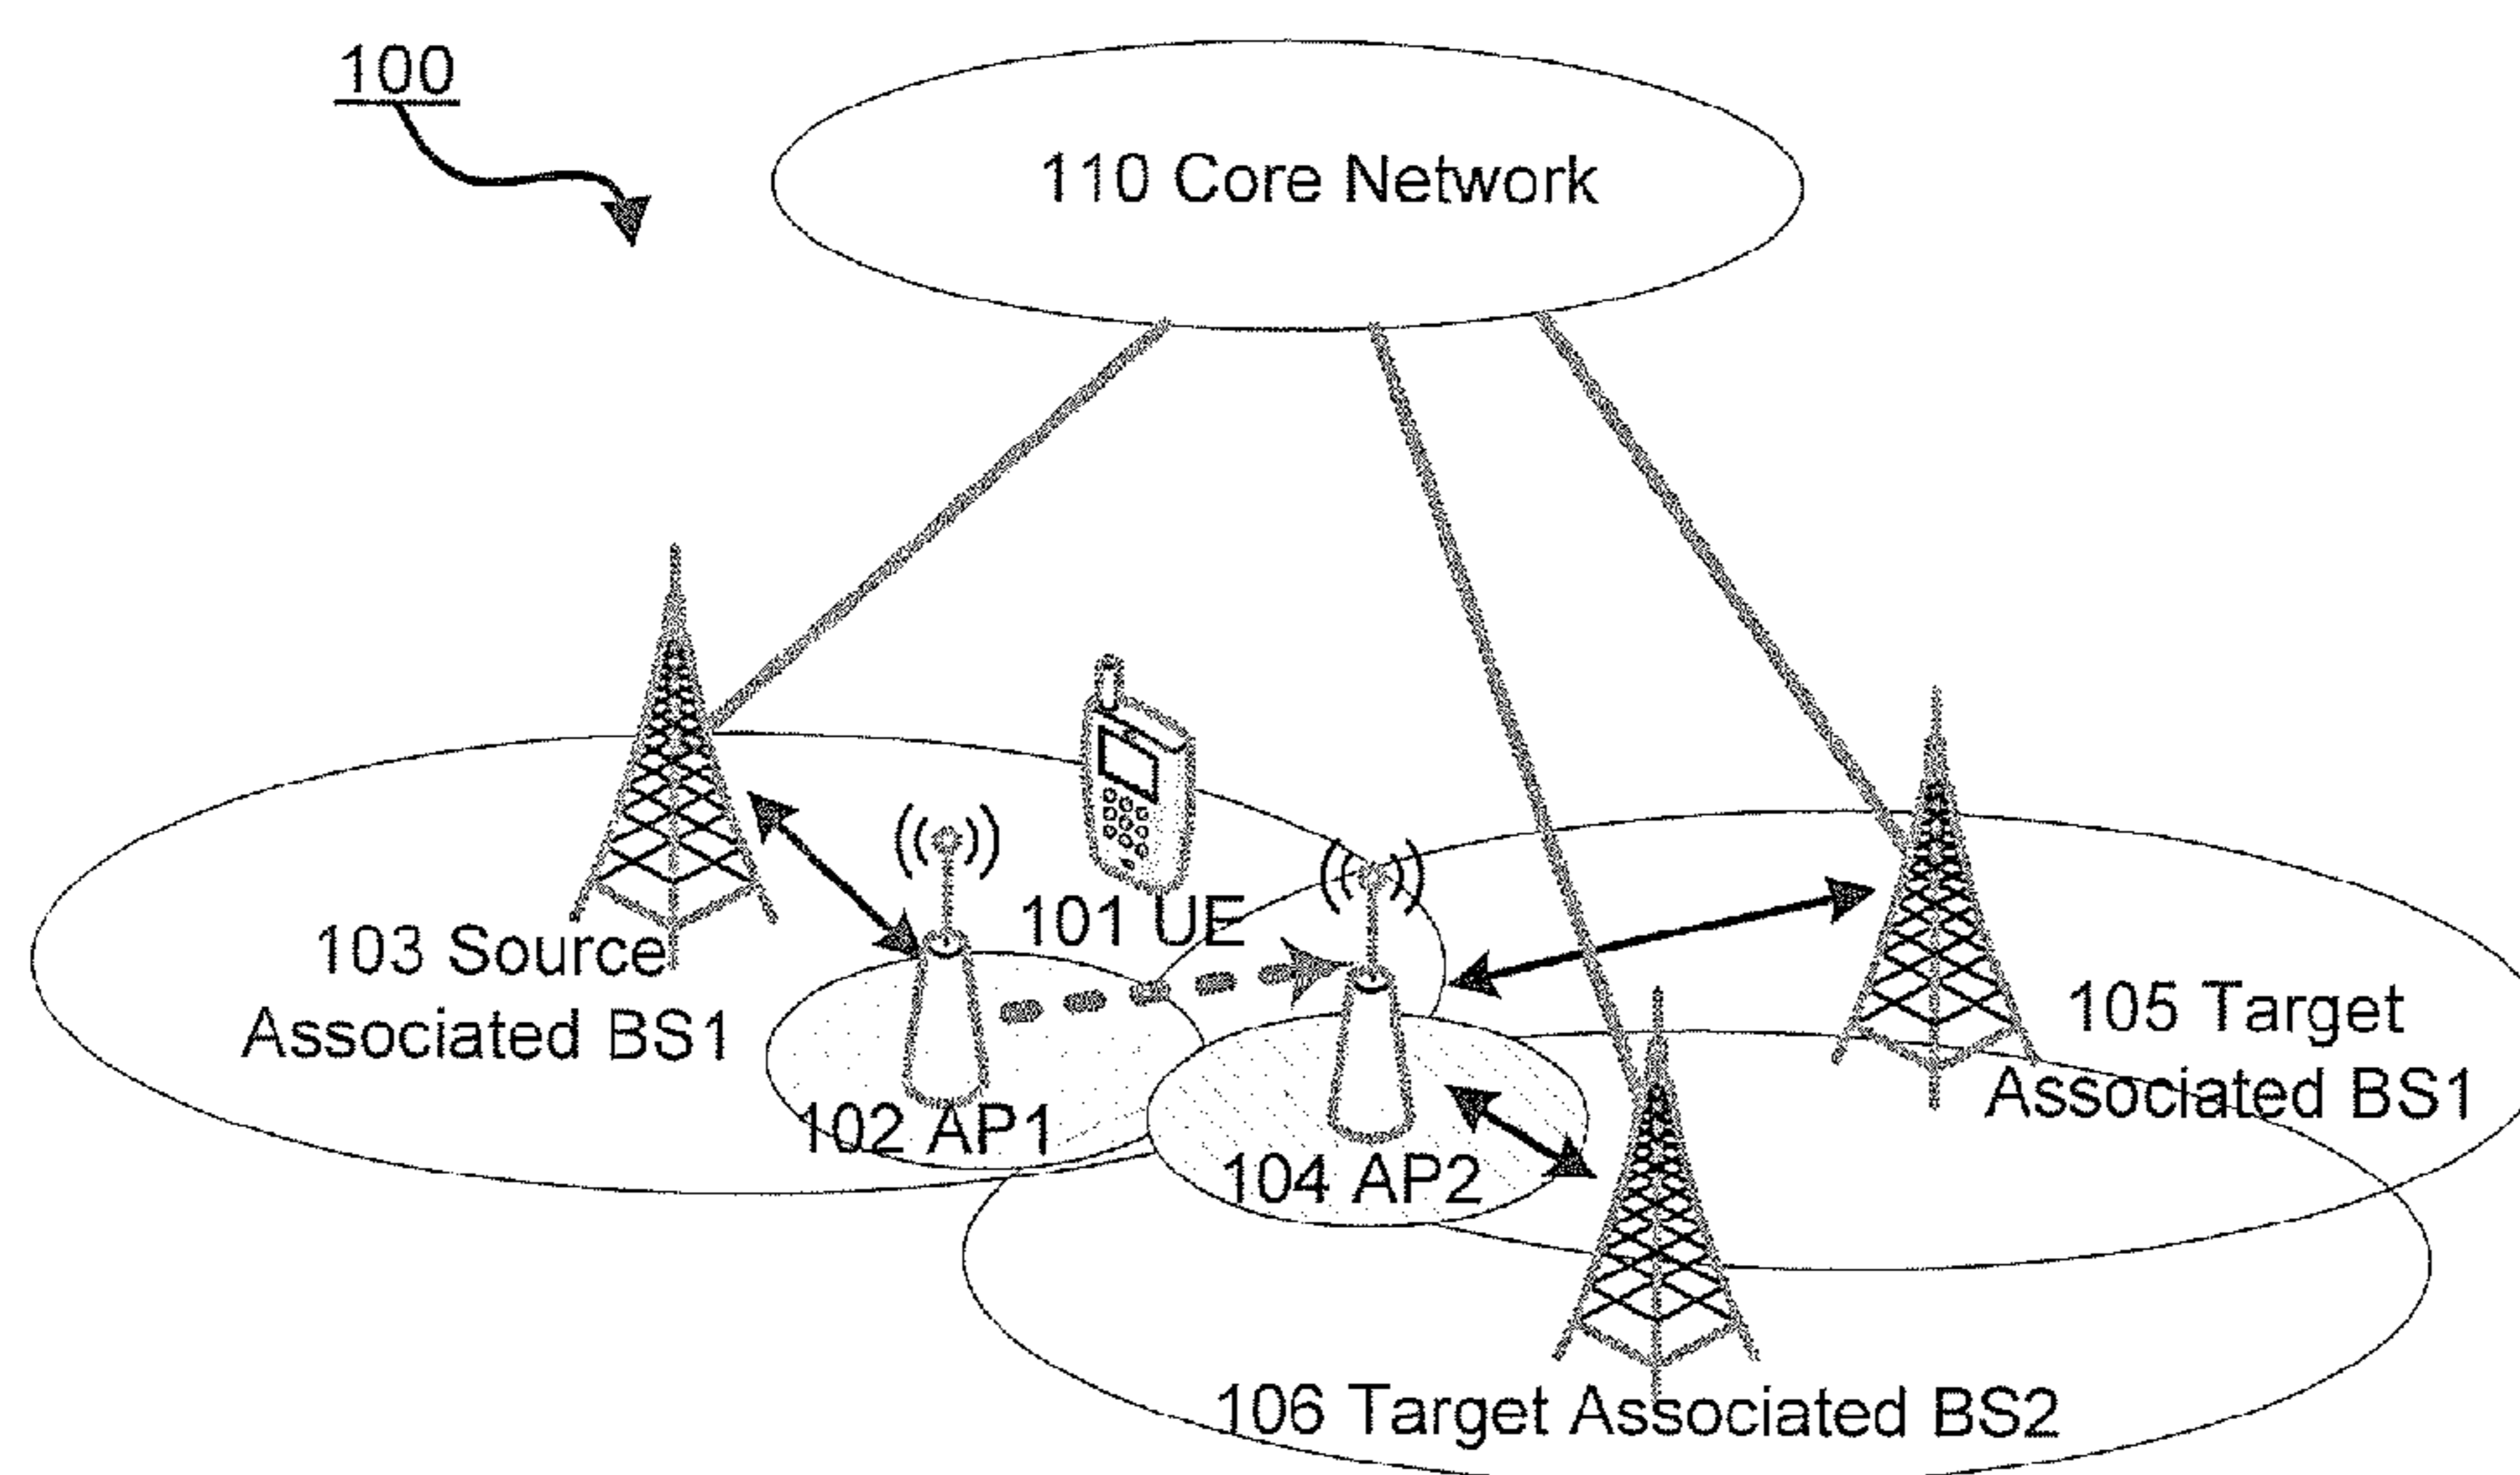 100
110 Core Network
101 UE
103 Source
Associated BS1
105 Target
Associated BS1
102 AP1
104 AP2
106 Target Associated BS2